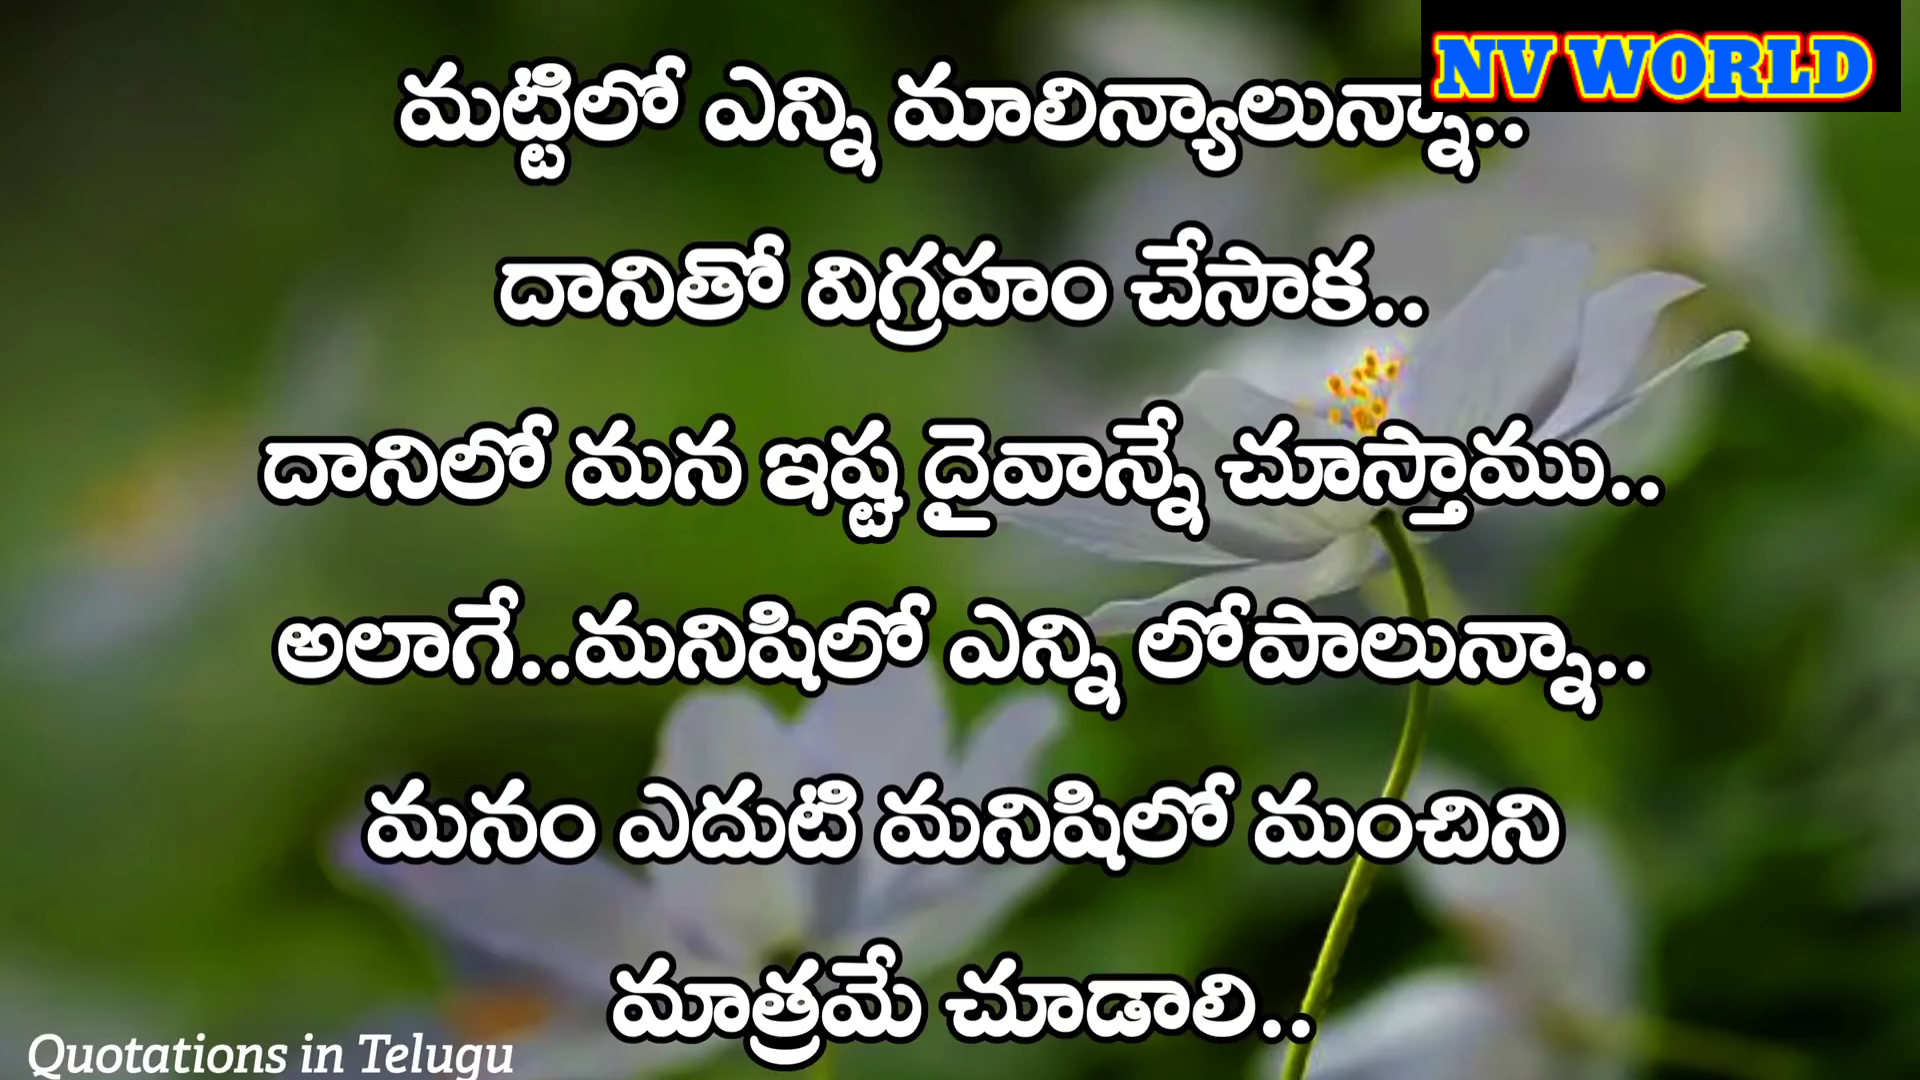 NV WORLD
మట్టిలో ఎన్ని మాలిన్యాలున్నా..
దానితో విగ్రహం చేసాక..
దానిలో మన ఇష్ట దైవాన్నే చూస్తాము..
అలాగే..మనిషిలో ఎన్ని లోపాలున్నా..
మనం ఎదుటి మనిషిలో మంచిని
మాత్రమే చూడాలి..
Quotations in Telugu